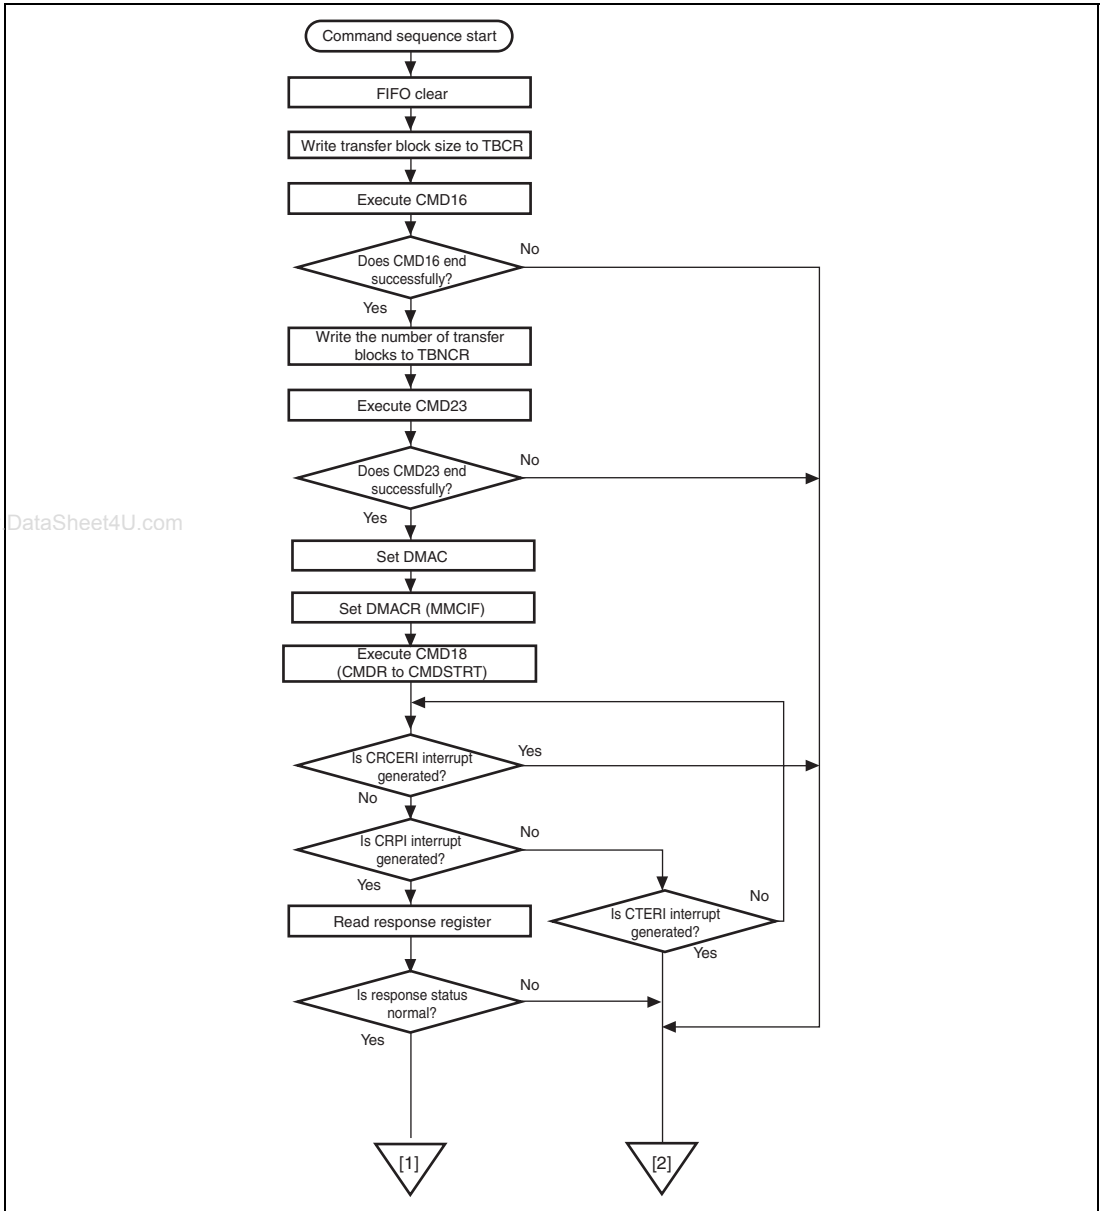 Command sequence start
FIFO clear
Write transfer block size to TBCR
Execute CMD16
No
Does CMD16 end
successfully?
Yes
Write the number of transfer
blocks to TBNCR
Execute CMD23
No
Does CMD23 end
successfully?
Yes
DataSheet4U.com
Set DMAC
Set DMACR (MMCIF)
Execute CMD18
(CMDR to CMDSTRT)
Yes
Is CRCERI interrupt
generated?
No
No
Is CRPI interrupt
generated?
Yes
No
Is CTERI interrupt
generated?
Yes
Read response register
No
Is response status
normal?
Yes
[1]
[2]